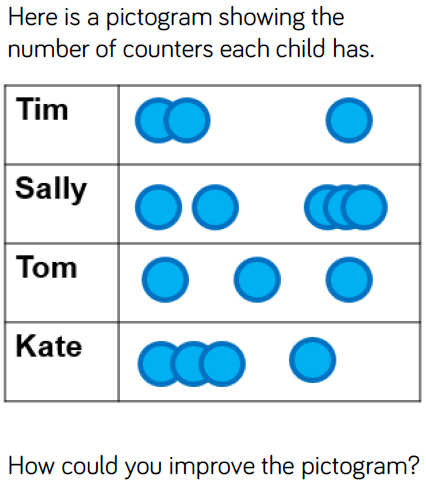 Here is a pictogram showing the
number of counters each child has.
Tim
Sally
Tom
Kate
How could you improve the pictogram?